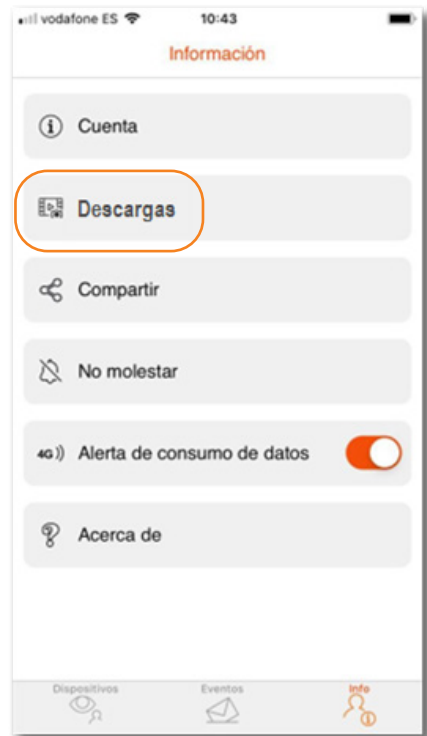 vodafone ES 10:43
Información
Cuenta
Descargas
Compartir
No molestar
4G Alerta de consumo de datos
Acerca de
Dispositivos Eventos Info